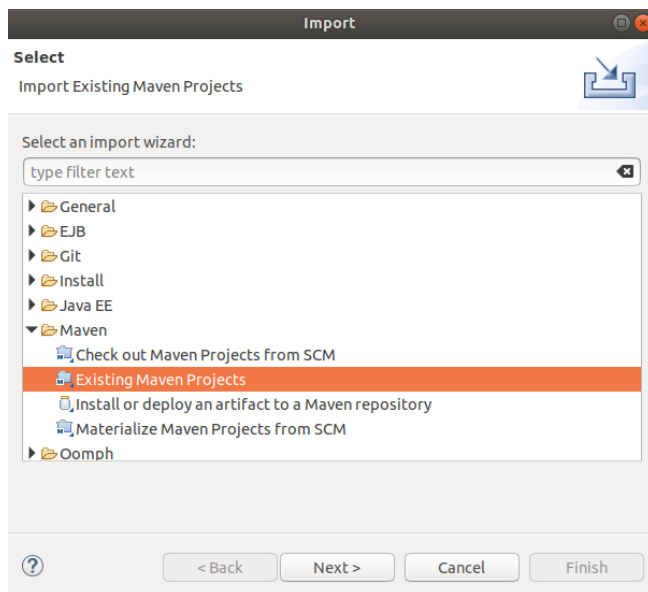 Import
Select
Import Existing Maven Projects
Select an import wizard:
type filter text
General
EJB
Git
Install
Java EE
Maven
Check out Maven Projects from SCM
Existing Maven Projects
Install or deploy an artifact to a Maven repository
Materialize Maven Projects from SCM
Oomph
? < Back Next > Cancel Finish